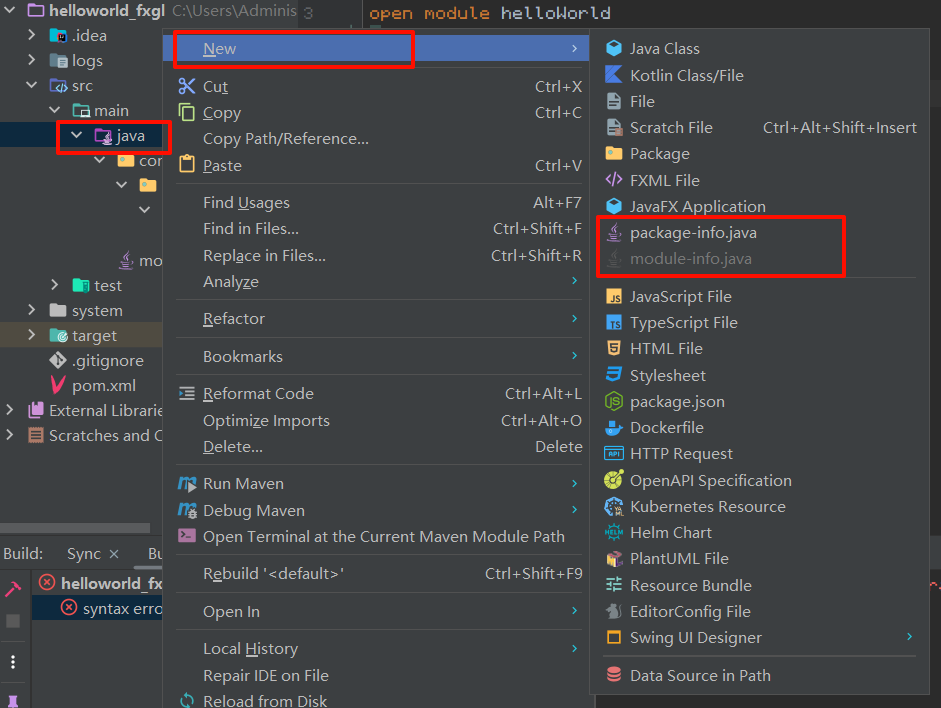 helloworld_fxgl C:\Users\Adminis
3 open module helloWorld
.idea
logs
src
main
java
test
system
target
.gitignore
pom.xml
External Librarie
Scratches and
New
Cut Ctrl+X
Copy Ctrl+C
Copy Path/Reference...
Paste Ctrl+V
Find Usages Alt+F7
Find in Files... Ctrl+Shift+F
Replace in Files... Ctrl+Shift+R
Analyze
Refactor
Bookmarks
Reformat Code Ctrl+Alt+L
Optimize Imports Ctrl+Alt+O
Delete... Delete
Run Maven
Debug Maven
Open Terminal at the Current Maven Module Path
Rebuild '<default>' Ctrl+Shift+F9
Open In
Local History
Repair IDE on File
Reload from Disk
Java Class
Kotlin Class/File
File
Scratch File Ctrl+Alt+Shift+Insert
Package
FXML File
JavaFX Application
package-info.java
module-info.java
JavaScript File
TypeScript File
HTML File
Stylesheet
package.json
Dockerfile
HTTP Request
OpenAPI Specification
Kubernetes Resource
Helm Chart
PlantUML File
Resource Bundle
EditorConfig File
Swing UI Designer
Data Source in Path
Build: Sync × Bu
helloworld_fx
syntax erro